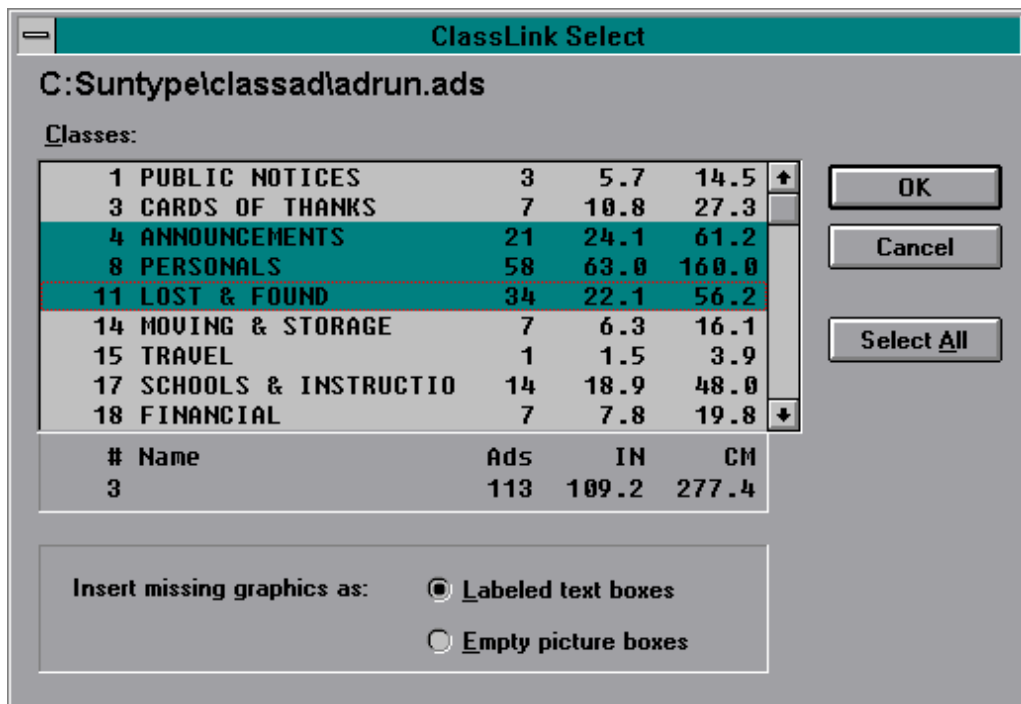 ClassLink Select
C:Suntype\classad\adrun.ads
Classes:
1 PUBLIC NOTICES 3 5.7 14.5
3 CARDS OF THANKS 7 10.8 27.3
4 ANNOUNCEMENTS 21 24.1 61.2
8 PERSONALS 58 63.0 160.0
11 LOST & FOUND 34 22.1 56.2
14 MOVING & STORAGE 7 6.3 16.1
15 TRAVEL 1 1.5 3.9
17 SCHOOLS & INSTRUCTIO 14 18.9 48.0
18 FINANCIAL 7 7.8 19.8
# Name Ads IN CM
3 113 109.2 277.4
OK
Cancel
Select All
Insert missing graphics as:
Labeled text boxes
Empty picture boxes